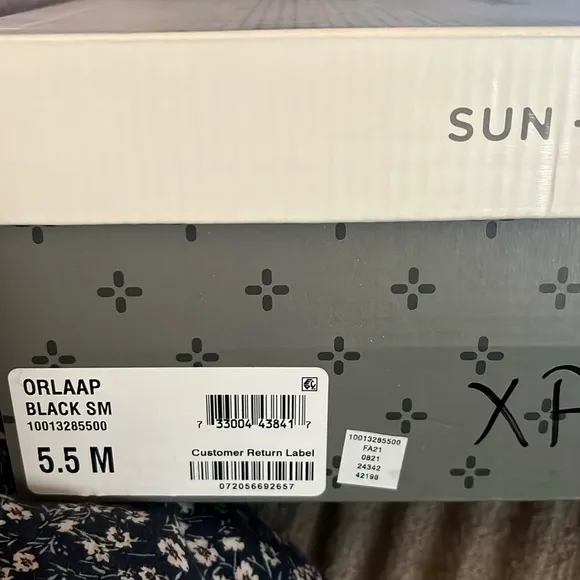 SUN
ORLAAP
BLACK SM
10013285500
5.5 M
7 33004 43841 7
Customer Return Label
072056692657
10013285500
FA21
0821
24342
42198